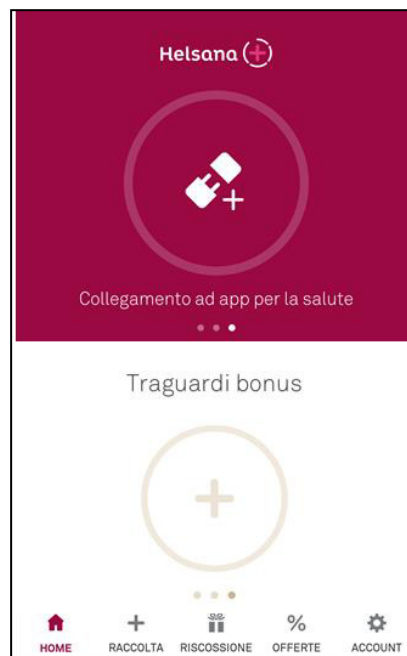 Helsana
Collegamento ad app per la salute
Traguardi bonus
HOME RACCOLTA RISCOSSIONE OFFERTE ACCOUNT